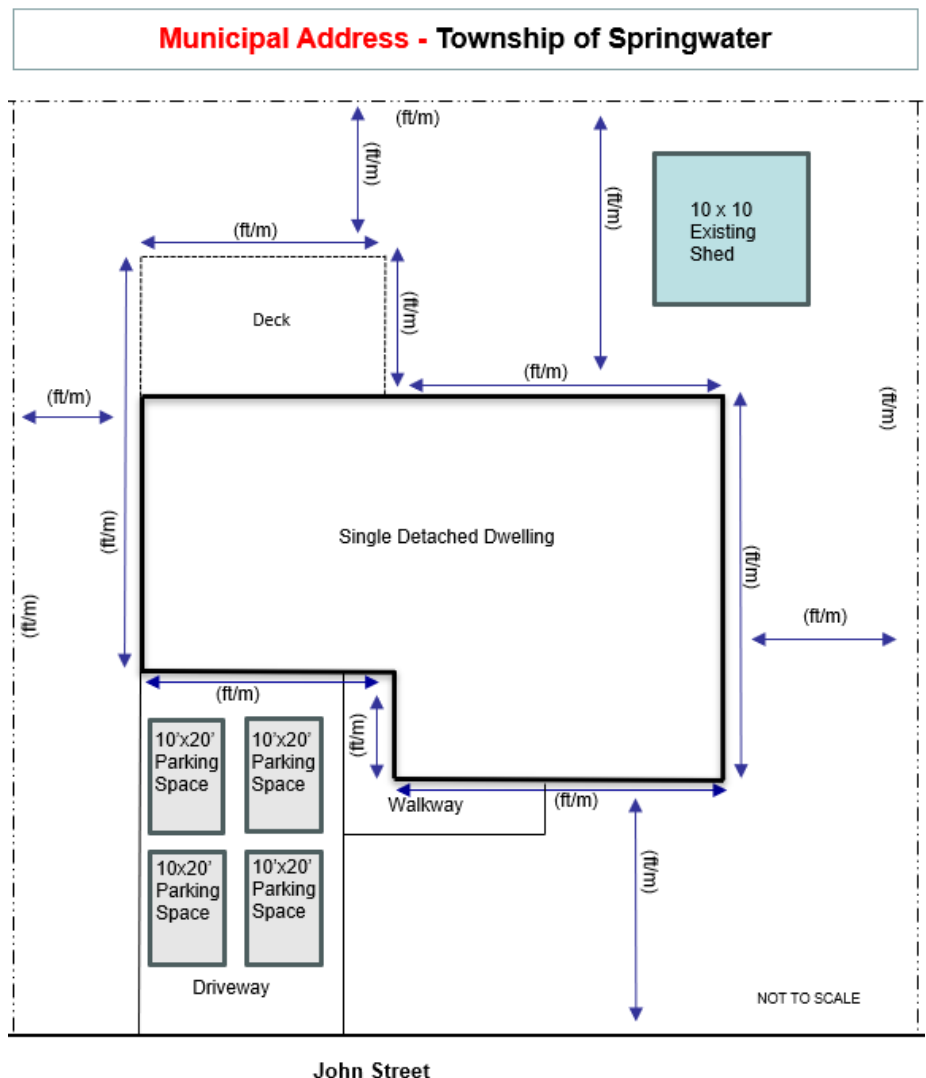 Municipal Address - Township of Springwater
(ft/m)
(ft/m)
(ft/m)
10 x 10
Existing
Shed
(ft/m)
(ft/m)
Deck
(ft/m)
(ft/m)
(ft/m)
(ft/m)
(ft/m)
Single Detached Dwelling
(ft/m)
(ft/m)
(ft/m)
(ft/m)
(ft/m)
10'x20'
Parking
Space
10'x20'
Parking
Space
(ft/m)
Walkway
(ft/m)
10x20'
Parking
Space
10'x20'
Parking
Space
Driveway
NOT TO SCALE
John Street